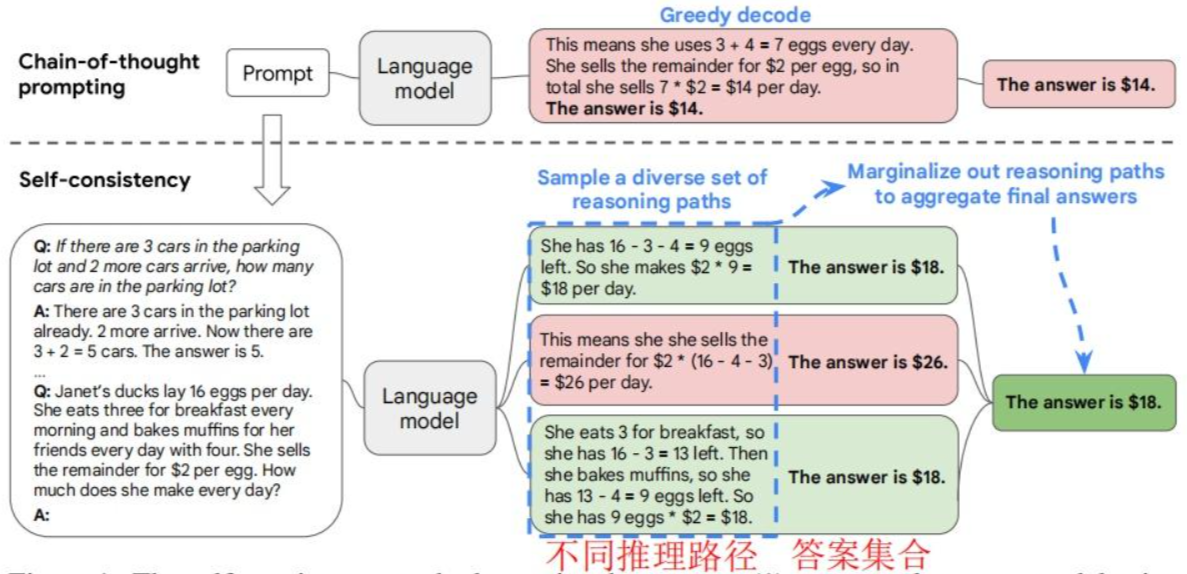 Greedy decode
Chain-of-thought
prompting
Prompt
Language
model
This means she uses 3 + 4 = 7 eggs every day.
She sells the remainder for $2 per egg, so in
total she sells 7 * $2 = $14 per day.
The answer is $14.
The answer is $14.
Self-consistency
Sample a diverse set of
reasoning paths
Marginalize out reasoning paths
to aggregate final answers
Q: If there are 3 cars in the parking
lot and 2 more cars arrive, how many
cars are in the parking lot?
A: There are 3 cars in the parking lot
already. 2 more arrive. Now there are
3 + 2 = 5 cars. The answer is 5.
...
Q: Janet's ducks lay 16 eggs per day.
She eats three for breakfast every
morning and bakes muffins for her
friends every day with four. She sells
the remainder for $2 per egg. How
much does she make every day?
A:
Language
model
She has 16 - 3 - 4 = 9 eggs
left. So she makes $2 * 9 =
$18 per day.
The answer is $18.
This means she she sells the
remainder for $2 * (16 - 4 - 3)
= $26 per day.
The answer is $26.
She eats 3 for breakfast, so
she has 16 - 3 = 13 left. Then
she bakes muffins, so she
has 13 - 4 = 9 eggs left. So
she has 9 eggs * $2 = $18.
The answer is $18.
The answer is $18.
不同推理路径 答案集合